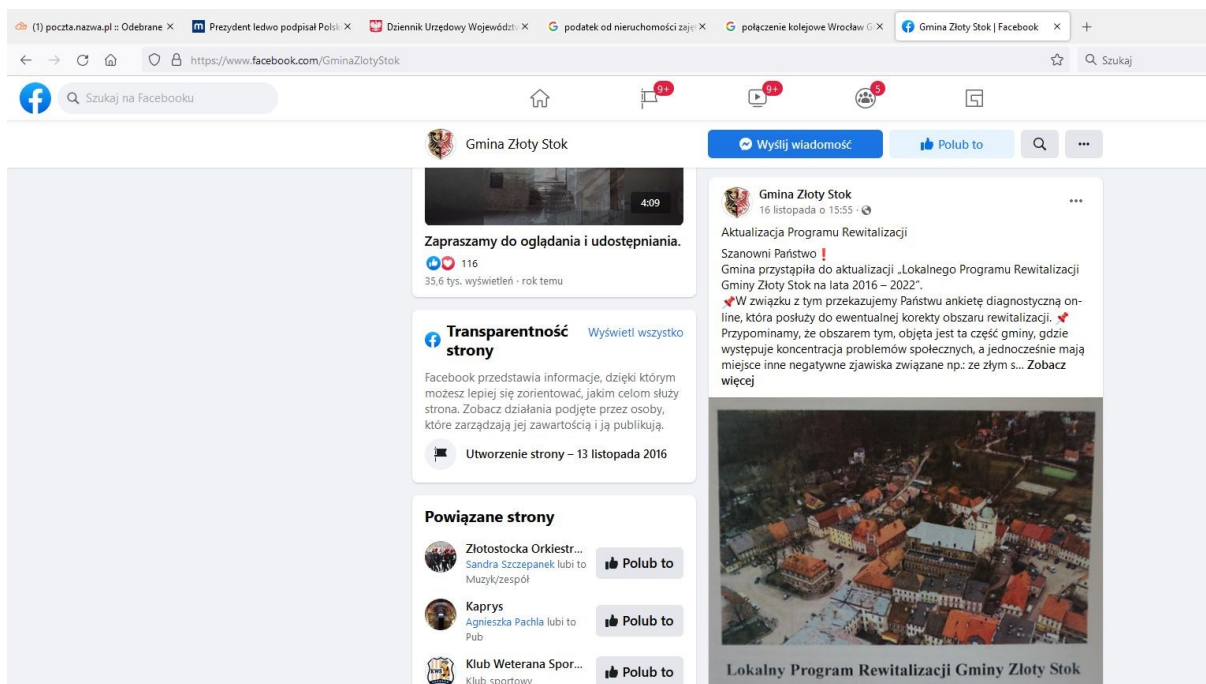 (1) poczta.nazwa.pl :: Odebrane
Prezydent ledwo podpisał Polski
Dziennik Urzędowy Województw
podatek od nieruchomości zaję
połączenie kolejowe Wrocław G
Gmina Złoty Stok | Facebook
https://www.facebook.com/GminaZlotyStok
Szukaj
Szukaj na Facebooku
9+
9+
5
Gmina Złoty Stok
Wyślij wiadomość
Polub to
4:09
Zapraszamy do oglądania i udostępniania.
116
35,6 tys. wyświetleń · rok temu
Transparentność strony
Wyświetl wszystko
Facebook przedstawia informacje, dzięki którym
możesz lepiej się zorientować, jakim celom służy
strona. Zobacz działania podjęte przez osoby,
które zarządzają jej zawartością i ją publikują.
Utworzenie strony – 13 listopada 2016
Powiązane strony
Złotostocka Orkiestr...
Sandra Szczepanek lubi to
Muzyk/zespół
Polub to
Kaprys
Agnieszka Pachla lubi to
Pub
Polub to
Klub Weterana Spor...
Klub sportowy
Polub to
Gmina Złoty Stok
16 listopada o 15:55 ·
Aktualizacja Programu Rewitalizacji
Szanowni Państwo❗
Gmina przystąpiła do aktualizacji „Lokalnego Programu Rewitalizacji
Gminy Złoty Stok na lata 2016 – 2022”.
📌W związku z tym przekazujemy Państwu ankietę diagnostyczną on-
line, która posłuży do ewentualnej korekty obszaru rewitalizacji. 📌
Przypominamy, że obszarem tym, objęta jest ta część gminy, gdzie
występuje koncentracja problemów społecznych, a jednocześnie mają
miejsce inne negatywne zjawiska związane np.: ze złym s... Zobacz
więcej
Lokalny Program Rewitalizacji Gminy Złoty Stok